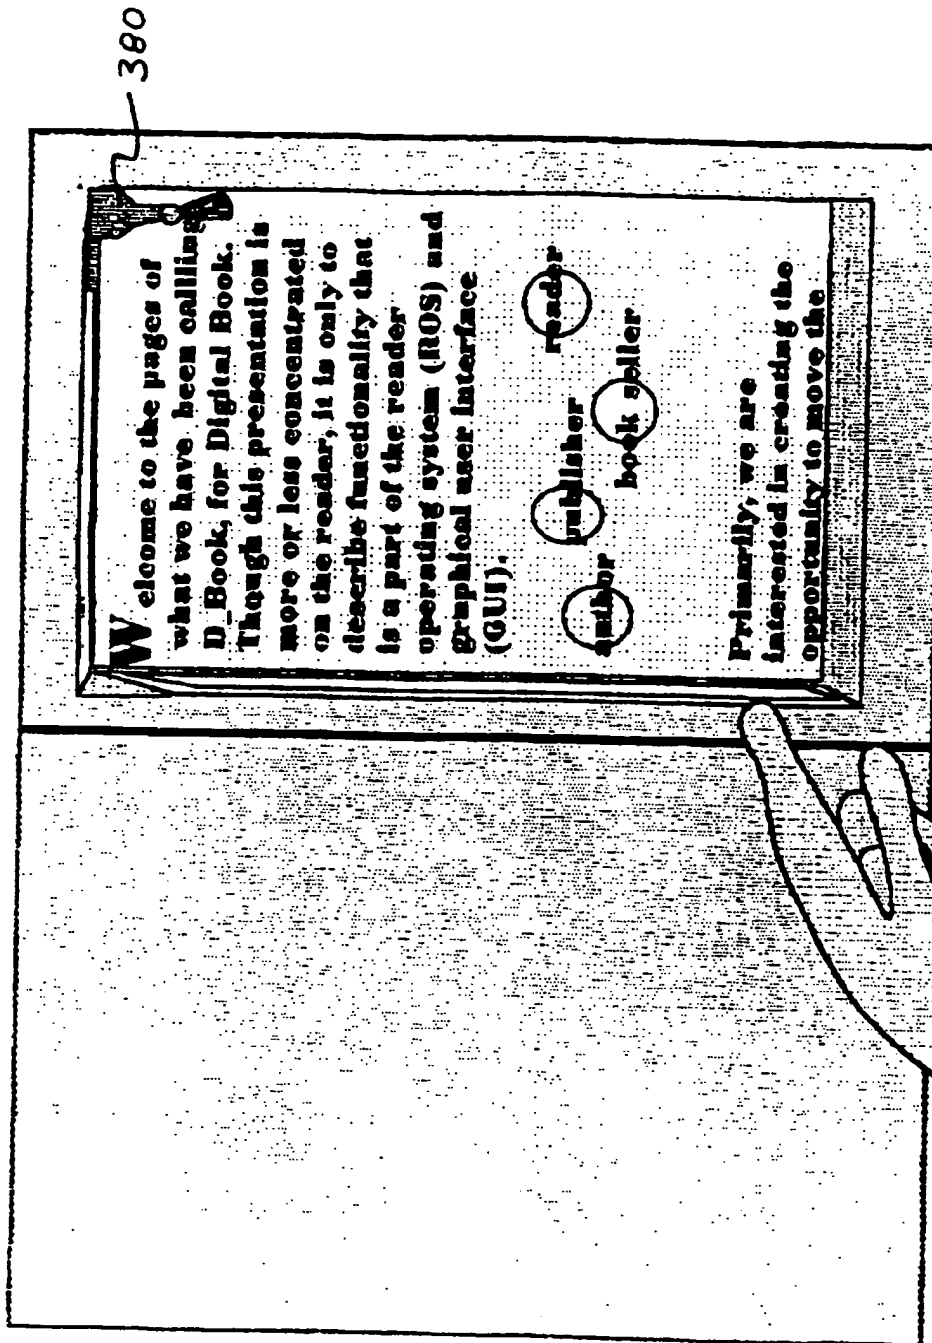 380
Welcome to the pages of
what we have been callling
D_Book, for Digital Book.
Though this presentation is
more or less concentrated
on the reader, it is only to
describe functionality that
is a part of the reader
operating system (ROS) and
graphical user interface
(GUI).
author publisher reader
book seller
Primarily, we are
interested in creating the
opportunity to move the